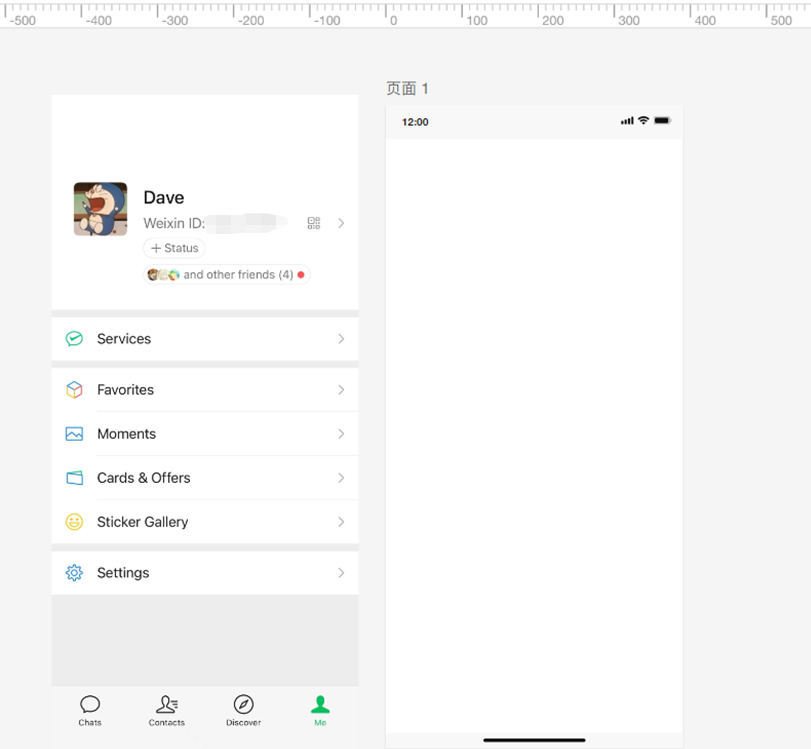 -500 -400 -300 -200 -100 0 100 200 300 400 500
页面 1
12:00
Dave
Weixin ID:
+ Status
and other friends (4)
Services
Favorites
Moments
Cards & Offers
Sticker Gallery
Settings
Chats Contacts Discover Me